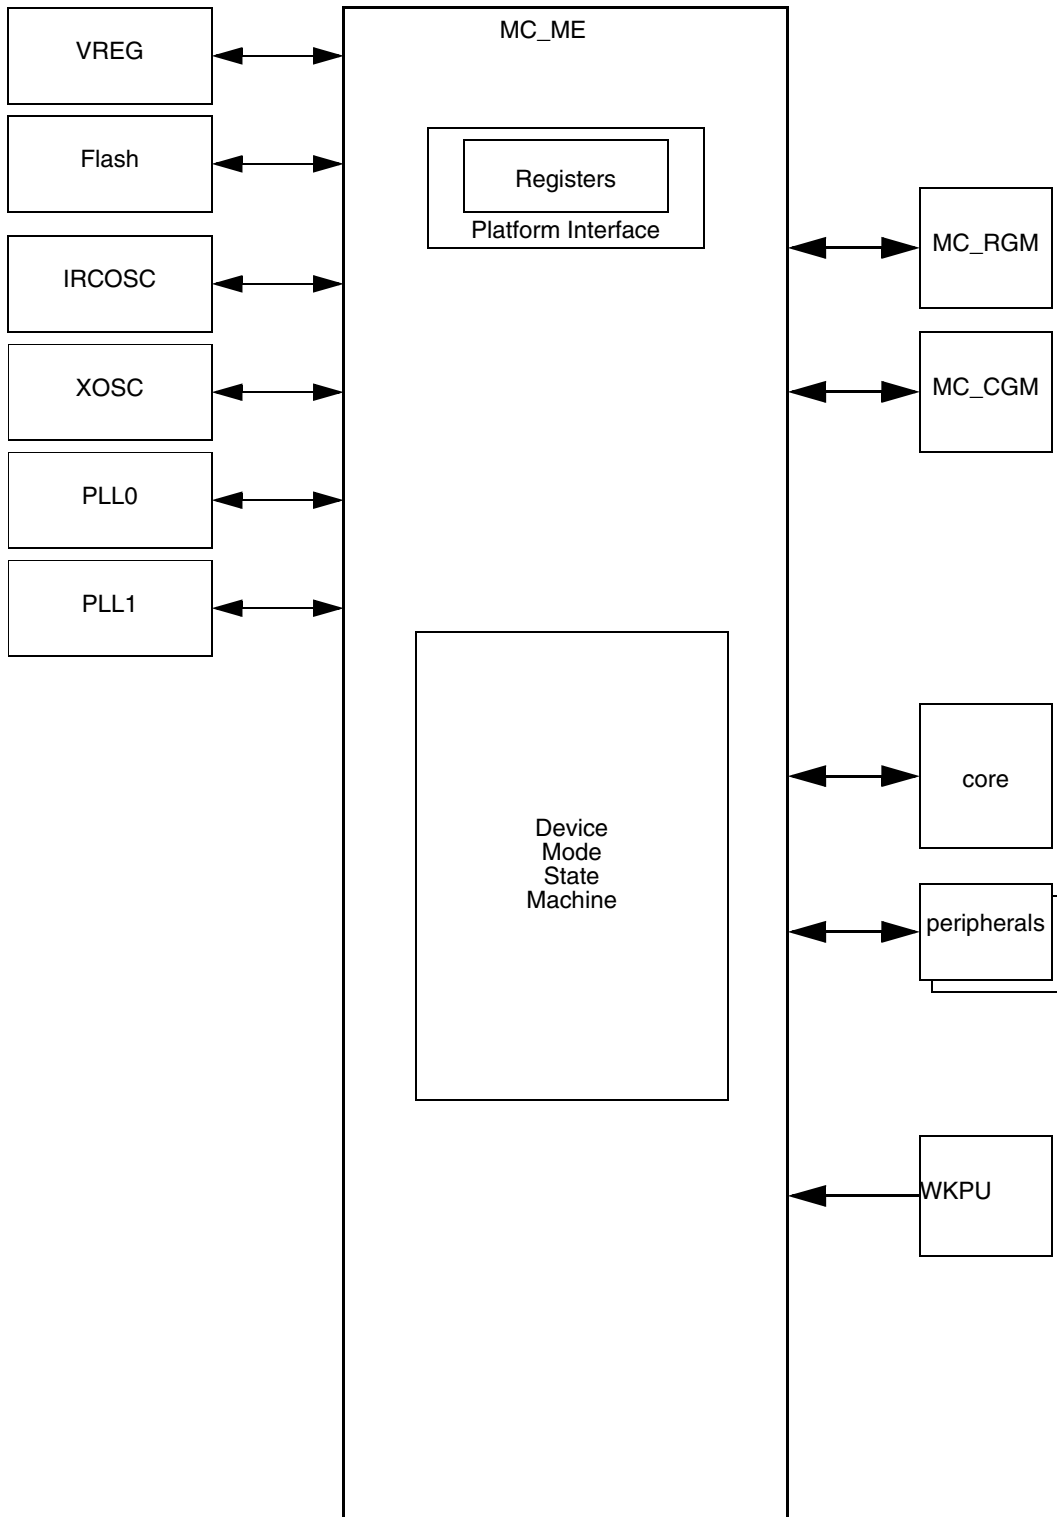 MC_ME
VREG
Flash
IRCOSC
XOSC
PLL0
PLL1
Registers
Platform Interface
Device
Mode
State
Machine
MC_RGM
MC_CGM
core
peripherals
WKPU